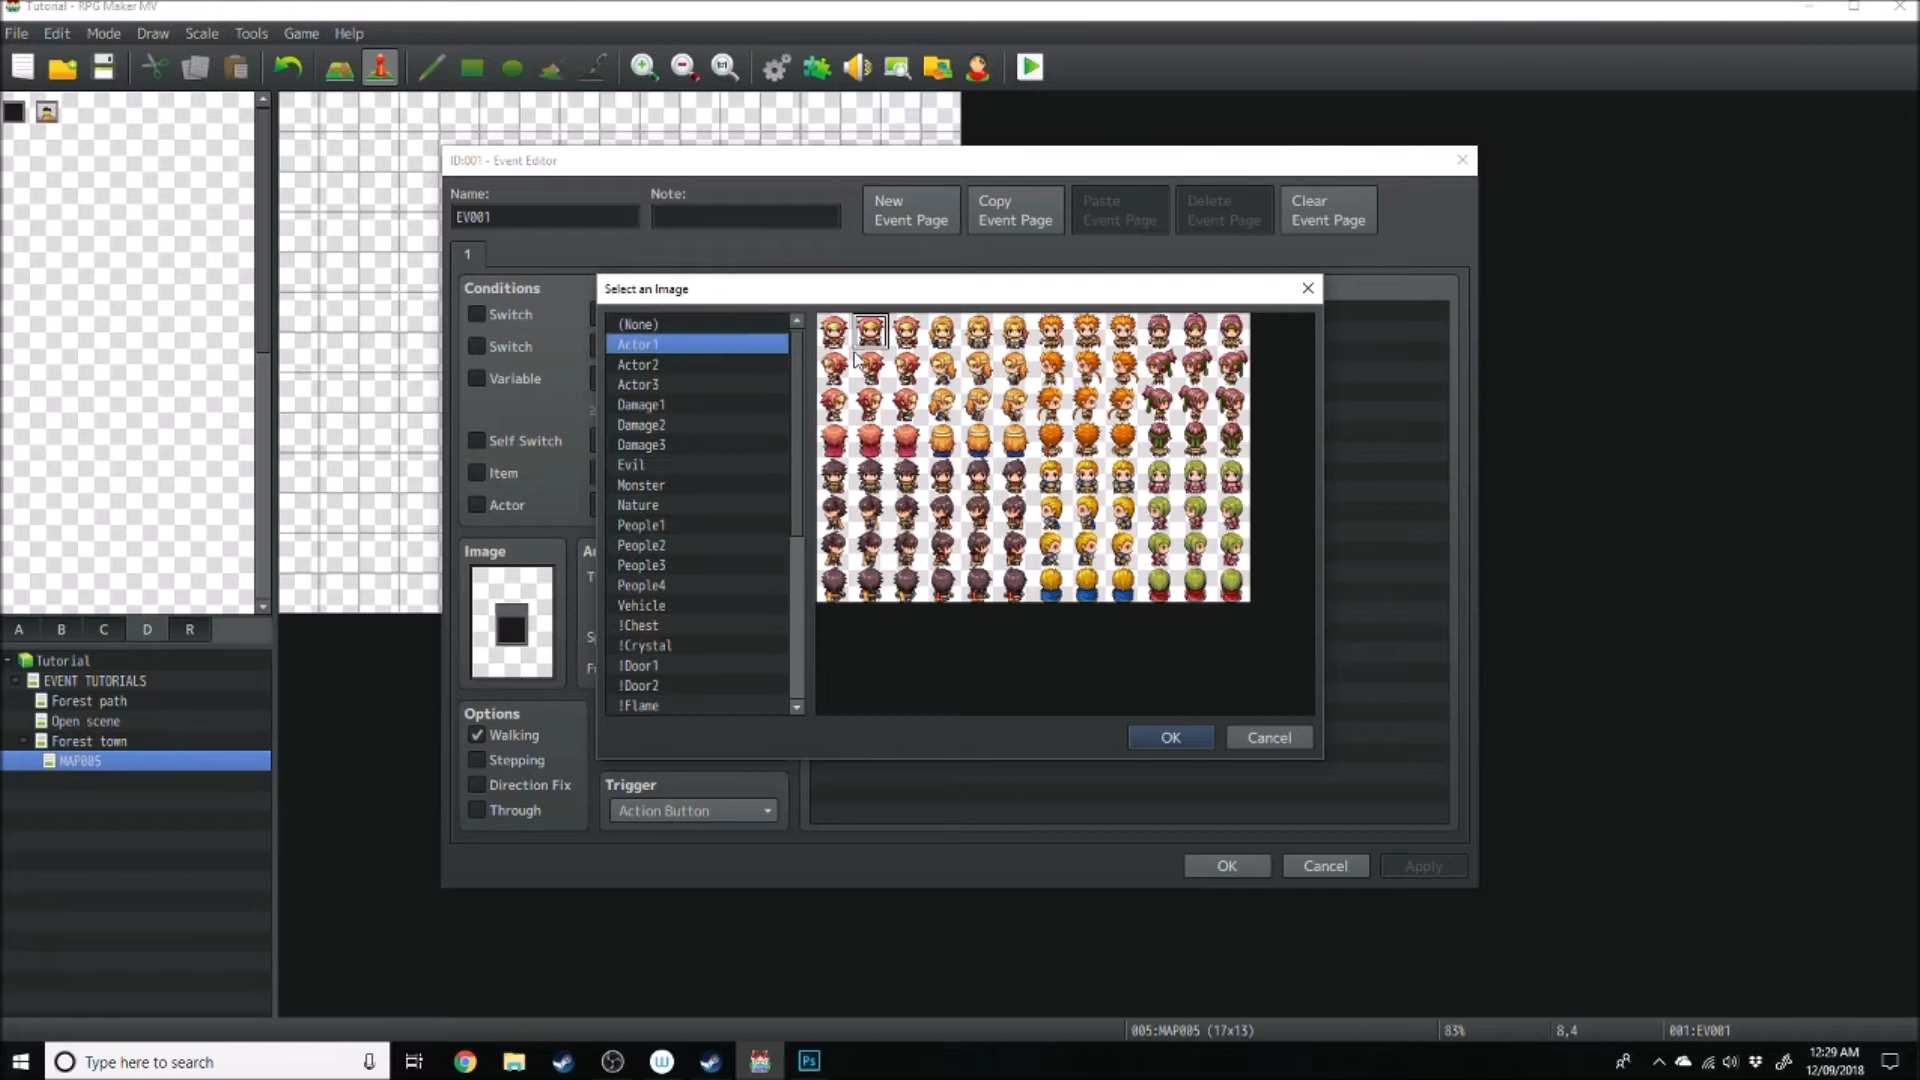 Tutorial - RPG Maker MV
File Edit Mode Draw Scale Tools Game Help
ID:001 - Event Editor
Name: Note:
EV001
New
Event Page
Copy
Event Page
Paste
Event Page
Delete
Event Page
Clear
Event Page
1
Conditions
Switch
Switch
Variable
Self Switch
Item
Actor
Image
Options
Walking
Stepping
Direction Fix
Through
Select an Image
(None)
Actor1
Actor2
Actor3
Damage1
Damage2
Damage3
Evil
Monster
Nature
People1
People2
People3
People4
Vehicle
!Chest
!Crystal
!Door1
!Door2
!Flame
OK Cancel
Trigger
Action Button
OK Cancel Apply
A B C D R
Tutorial
EVENT TUTORIALS
Forest path
Open scene
Forest town
MAP005
005:MAP005 (17x13) 83% 8,4 001:EV001
Type here to search
Ps
12:29 AM
12/09/2018